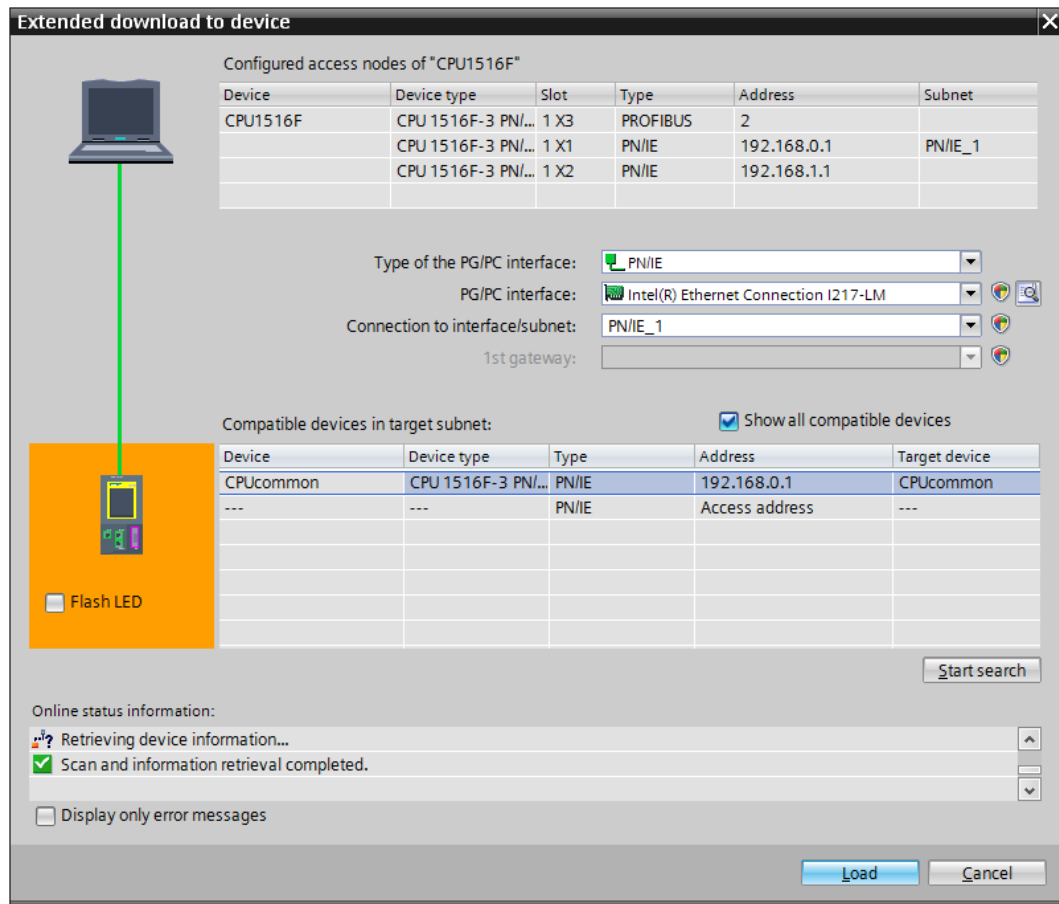 Extended download to device
Configured access nodes of "CPU1516F"
Device Device type Slot Type Address Subnet
CPU1516F CPU 1516F-3 PN/... 1 X3 PROFIBUS 2
CPU 1516F-3 PN/... 1 X1 PN/IE 192.168.0.1 PN/IE_1
CPU 1516F-3 PN/... 1 X2 PN/IE 192.168.1.1
Type of the PG/PC interface: PN/IE
PG/PC interface: Intel(R) Ethernet Connection I217-LM
Connection to interface/subnet: PN/IE_1
1st gateway:
Compatible devices in target subnet: Show all compatible devices
Device Device type Type Address Target device
CPUcommon CPU 1516F-3 PN/... PN/IE 192.168.0.1 CPUcommon
--- --- PN/IE Access address ---
Flash LED
Start search
Online status information:
Retrieving device information...
Scan and information retrieval completed.
Display only error messages
Load Cancel